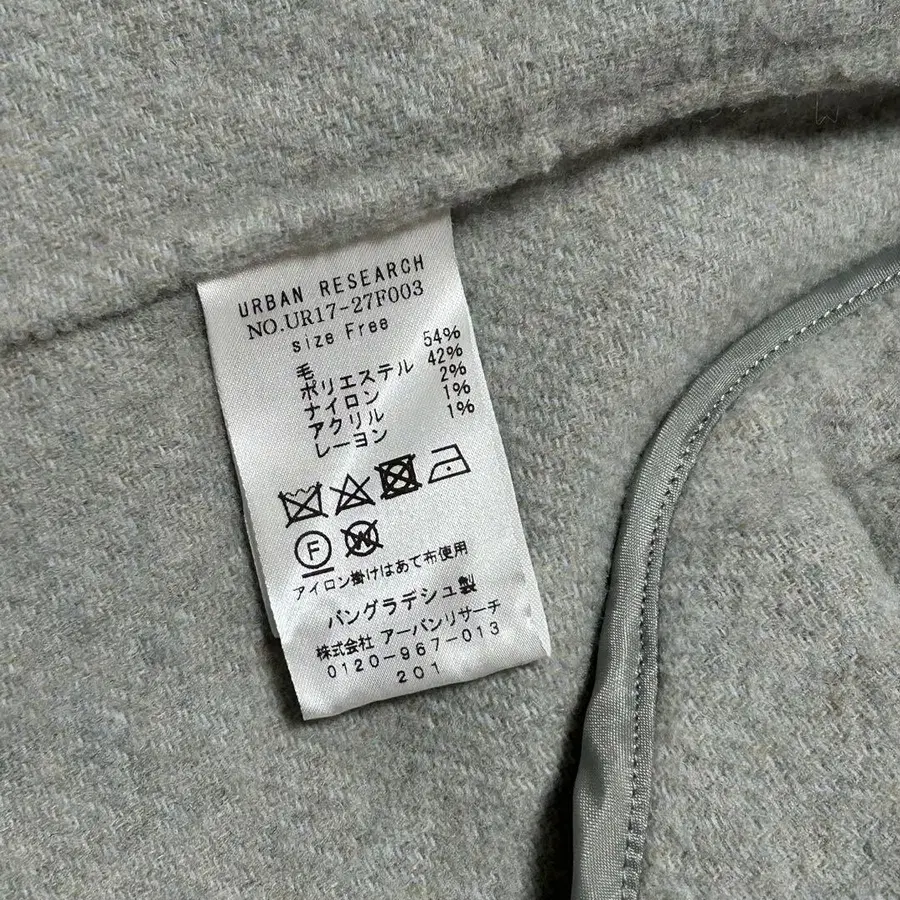 URBAN RESEARCH
NO.UR17-27F003
size Free
毛 54%
ポリエステル 42%
ナイロン 2%
アクリル 1%
レーヨン 1%
F W
アイロン掛けはあて布使用
バングラデシュ製
株式会社 アーバンリサーチ
0120-967-013
201